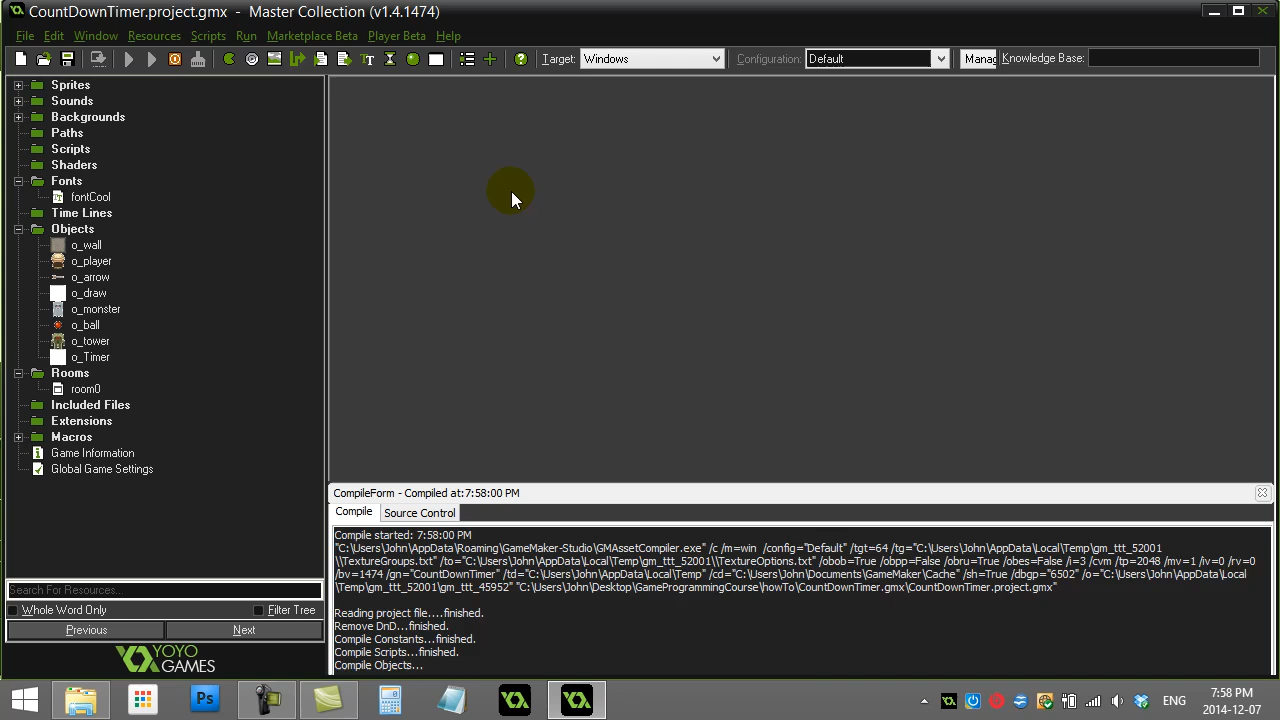 CountDownTimer.project.gmx - Master Collection (v1.4.1474)
File Edit Window Resources Scripts Run Marketplace Beta Player Beta Help
Target: Windows Configuration: Default Manag Knowledge Base:
Sprites
Sounds
Backgrounds
Paths
Scripts
Shaders
Fonts
fontCool
Time Lines
Objects
o_wall
o_player
o_arrow
o_draw
o_monster
o_ball
o_tower
o_Timer
Rooms
room0
Included Files
Extensions
Macros
Game Information
Global Game Settings
CompileForm - Compiled at:7:58:00 PM
Compile Source Control
Compile started: 7:58:00 PM
"C:\Users\John\AppData\Roaming\GameMaker-Studio\GMAssetCompiler.exe" /c /m=win /config="Default" /tgt=64 /tg="C:\Users\John\AppData\Local\Temp\gm_ttt_52001
\\TextureGroups.txt" /to="C:\Users\John\AppData\Local\Temp\gm_ttt_52001\\TextureOptions.txt" /obob=True /obpp=False /obru=True /obes=False /i=3 /cvm /tp=2048 /mv=1 /iv=0 /rv=0
/bv=1474 /gn="CountDownTimer" /td="C:\Users\John\AppData\Local\Temp" /cd="C:\Users\John\Documents\GameMaker\Cache" /sh=True /dbgp="6502" /o="C:\Users\John\AppData\Local
\Temp\gm_ttt_52001\gm_ttt_45952" "C:\Users\John\Desktop\GameProgrammingCourse\howTo\CountDownTimer.gmx\CountDownTimer.project.gmx"
Reading project file....finished.
Remove DnD...finished.
Compile Constants...finished.
Compile Scripts...finished.
Compile Objects...
Search For Resources...
Whole Word Only Filter Tree
Previous Next
YOYO
GAMES
Ps
ENG
7:58 PM
2014-12-07